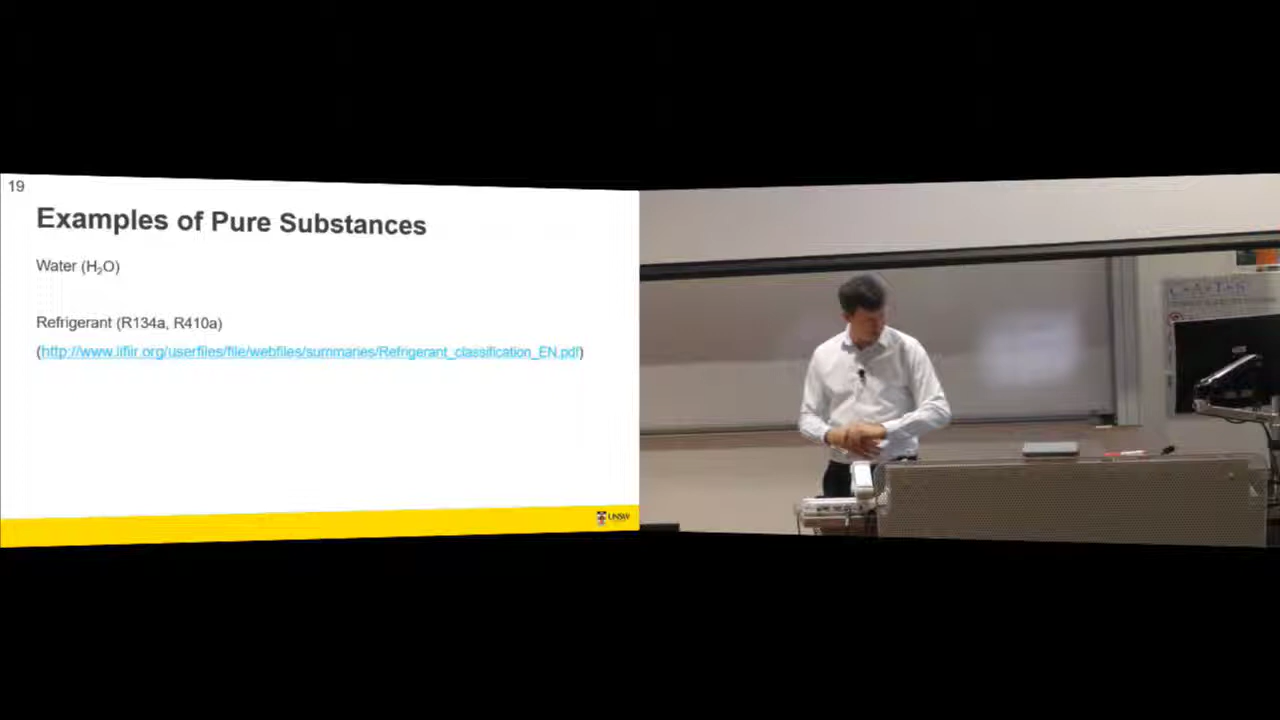 19
Examples of Pure Substances
Water (H₂O)
Refrigerant (R134a, R410a)
(http://www.iifiir.org/userfiles/file/webfiles/summaries/Refrigerant_classification_EN.pdf)
UNSW